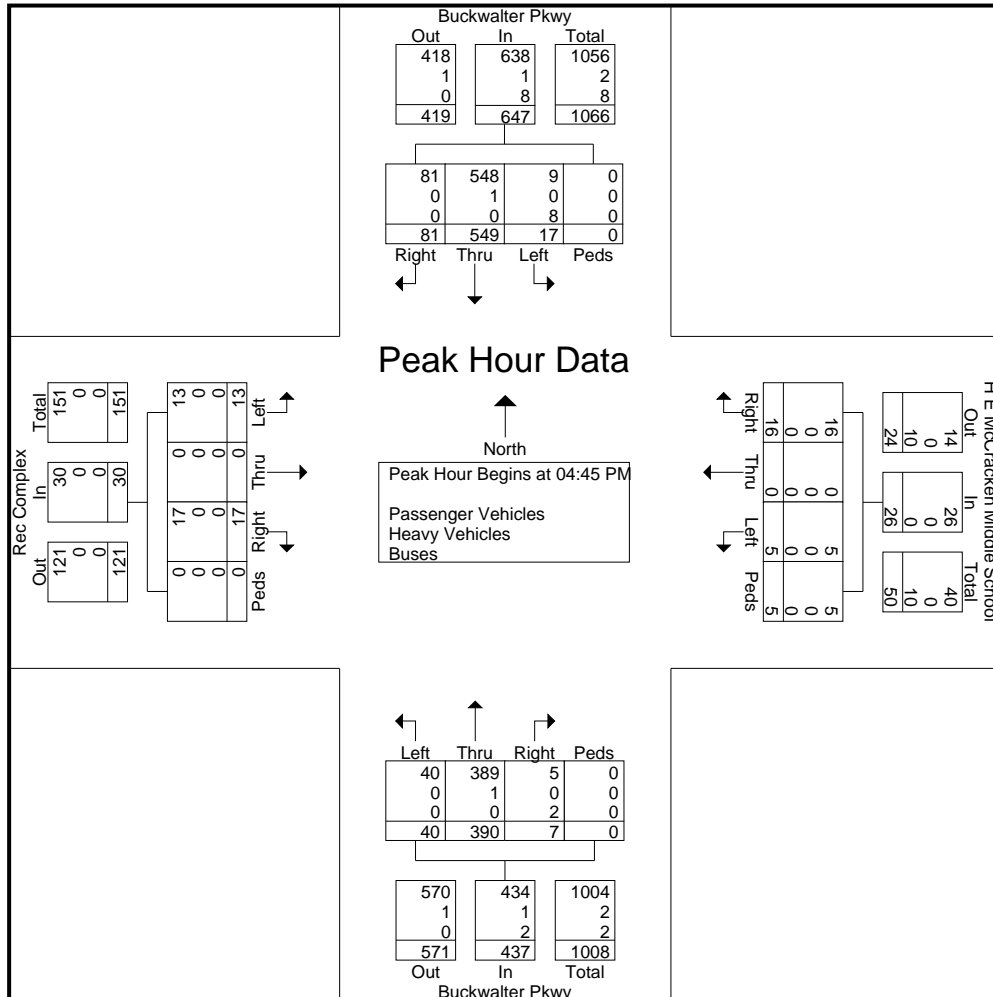 Buckwalter Pkwy
Out In Total
418 638 1056
1 1 2
0 8 8
419 647 1066
81 548 9 0
0 1 0 0
0 0 8 0
81 549 17 0
Right Thru Left Peds
Peak Hour Data
North
Peak Hour Begins at 04:45 PM
Passenger Vehicles
Heavy Vehicles
Buses
Rec Complex
Out In Total
121 30 151
0 0 0
0 0 0
121 30 151
Peds Right Thru Left
0 17 0 13
0 0 0 0
0 0 0 0
0 17 0 13
H E McCracken Middle School
Out In Total
14 26 40
0 0 0
10 0 10
24 26 50
16 0 5 5
0 0 0 0
0 0 0 0
16 0 5 5
Right Thru Left Peds
Left Thru Right Peds
40 389 5 0
0 1 0 0
0 0 2 0
40 390 7 0
570 434 1004
1 1 2
0 2 2
571 437 1008
Out In Total
Buckwalter Pkwy